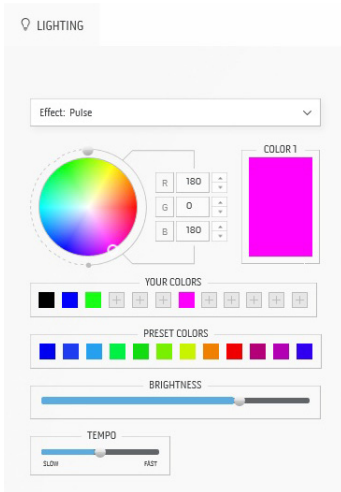 LIGHTING
Effect: Pulse
COLOR 1
R 180
G 0
B 180
YOUR COLORS
PRESET COLORS
BRIGHTNESS
TEMPO
SLOW FAST